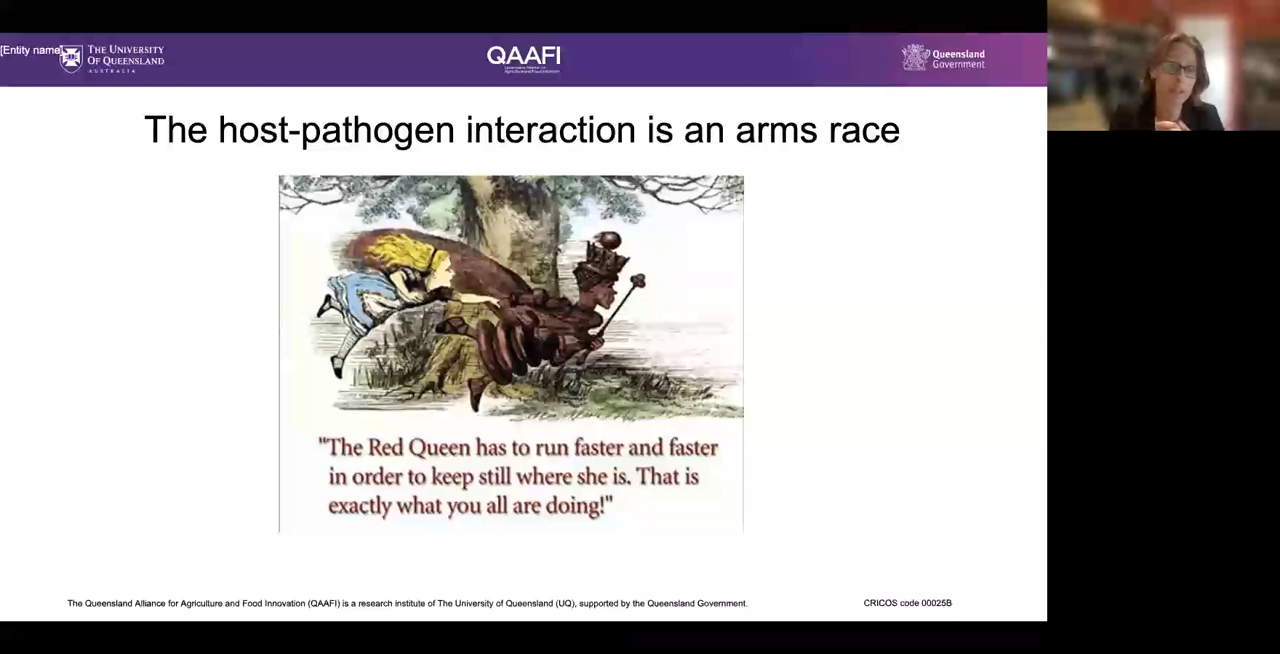 [Entity name]
THE UNIVERSITY
OF QUEENSLAND
AUSTRALIA
QAAFI
Queensland
Government
The host-pathogen interaction is an arms race
"The Red Queen has to run faster and faster
in order to keep still where she is. That is
exactly what you all are doing!"
The Queensland Alliance for Agriculture and Food Innovation (QAAFI) is a research institute of The University of Queensland (UQ), supported by the Queensland Government.
CRICOS code 00025B